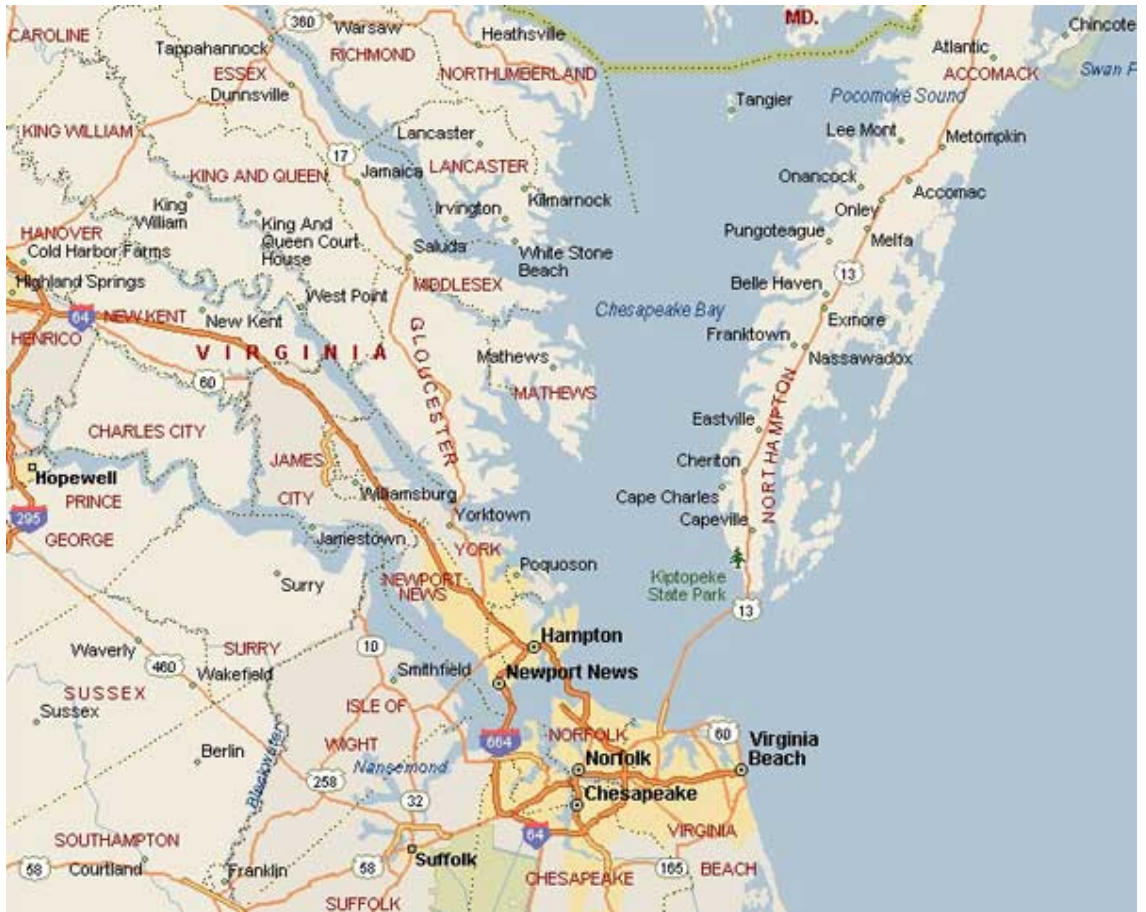 MD.
Chincote
360
Warsaw
CAROLINE
Heathsville
Tappahannock
RICHMOND
Atlantic
ESSEX
NORTHUMBERLAND
ACCOMACK
Swan F
Dunnsville
Tangier
Pocomoke Sound
KING WILLIAM
Lancaster
Lee Mont
Metompkin
17
LANCASTER
Jamaica
KING AND QUEEN
Onancock
Accomac
King
William
Kilmarnock
Irvington
Onley
King And
Queen Court
House
HANOVER
Pungoteague
Melfa
Cold Harbor Farms
Saluda
White Stone
Beach
13
Highland Springs
MIDDLESEX
Belle Haven
West Point
Chesapeake Bay
64
NEW KENT
New Kent
Exmore
HENRICO
Franktown
VIRGINIA
GLOUCESTER
Mathews
Nassawadox
60
MATHEWS
NORTHAMPTON
Eastville
CHARLES CITY
JAMES
CITY
Cheriton
Hopewell
Williamsburg
Cape Charles
PRINCE
GEORGE
Yorktown
Capeville
295
Jamestown
YORK
Poquoson
Surry
NEWPORT
NEWS
Kiptopeke
State Park
13
Hampton
Waverly
SURRY
10
460
Wakefield
Smithfield
Newport News
SUSSEX
Sussex
ISLE OF
WIGHT
664
NORFOLK
60
Virginia
Beach
Berlin
Nansemond
Norfolk
Blackwater
258
Chesapeake
32
SOUTHAMPTON
64
VIRGINIA
BEACH
Suffolk
58
Courtland
Franklin
58
165
CHESAPEAKE
SUFFOLK